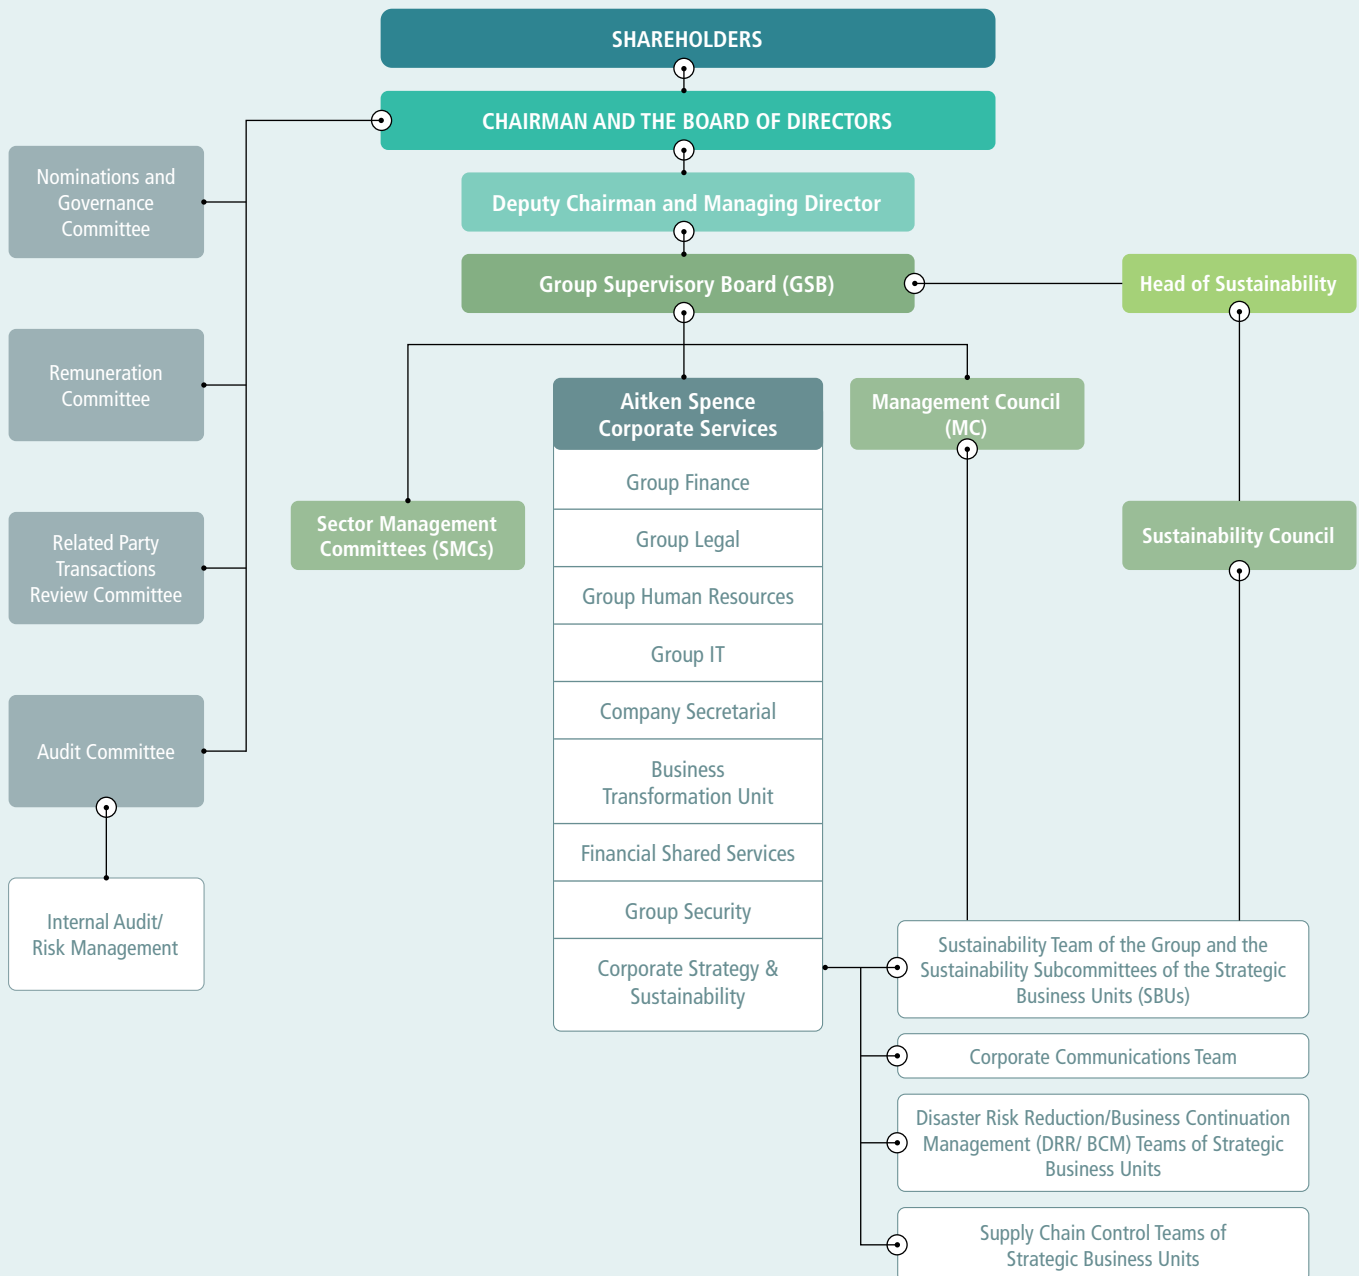 SHAREHOLDERS
CHAIRMAN AND THE BOARD OF DIRECTORS
Nominations and
Governance
Committee
Deputy Chairman and Managing Director
Group Supervisory Board (GSB)
Head of Sustainability
Remuneration
Committee
Aitken Spence
Corporate Services
Management Council
(MC)
Group Finance
Sector Management
Committees (SMCs)
Group Legal
Sustainability Council
Related Party
Transactions
Review Committee
Group Human Resources
Group IT
Company Secretarial
Audit Committee
Business
Transformation Unit
Financial Shared Services
Group Security
Internal Audit/
Risk Management
Corporate Strategy &
Sustainability
Sustainability Team of the Group and the
Sustainability Subcommittees of the Strategic
Business Units (SBUs)
Corporate Communications Team
Disaster Risk Reduction/Business Continuation
Management (DRR/ BCM) Teams of Strategic
Business Units
Supply Chain Control Teams of
Strategic Business Units